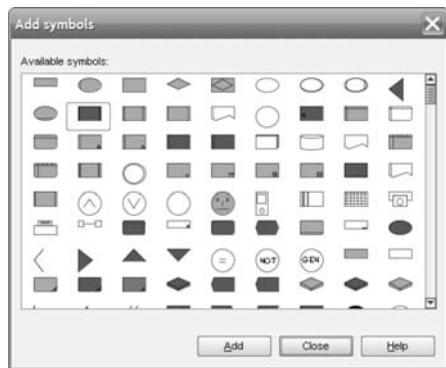 Add symbols
Available symbols:
=
NOT
GEN
Add
Close
Help